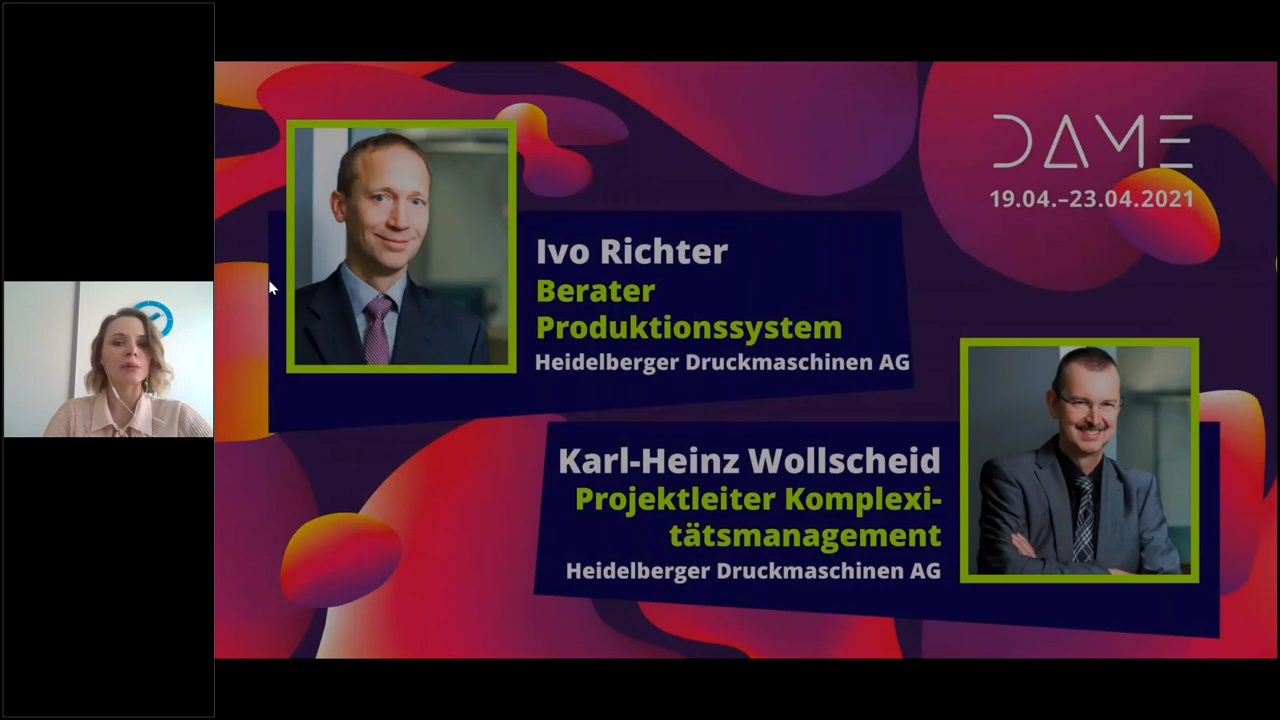 DAME
19.04.–23.04.2021
Ivo Richter
Berater
Produktionssystem
Heidelberger Druckmaschinen AG
Karl-Heinz Wollscheid
Projektleiter Komplexi-
tätsmanagement
Heidelberger Druckmaschinen AG